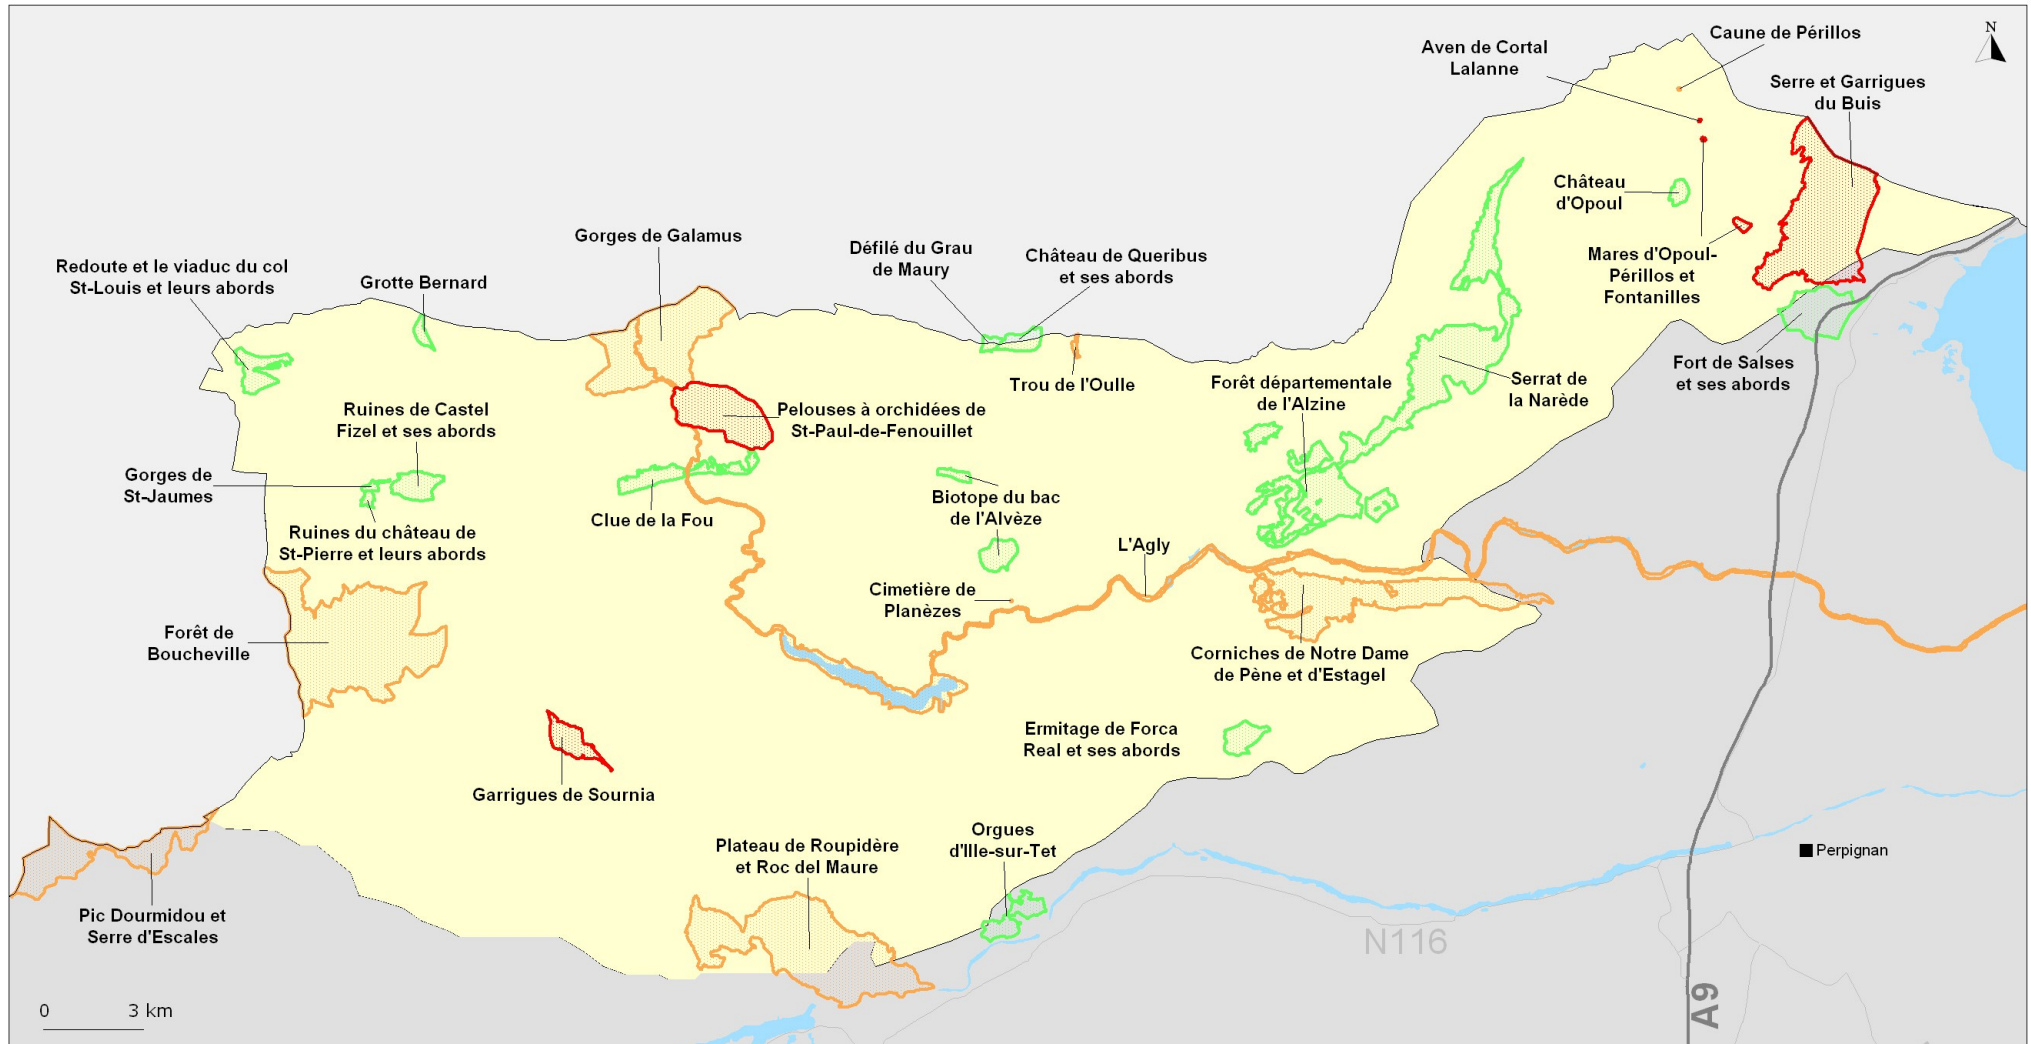 Caune de Périllos
N
Aven de Cortal
Lalanne
Serre et Garrigues
du Buis
Château
d'Opoul
Gorges de Galamus
Défilé du Grau
de Maury
Château de Queribus
et ses abords
Mares d'Opoul-
Périllos et
Fontanilles
Redoute et le viaduc du col
St-Louis et leurs abords
Grotte Bernard
Trou de l'Oulle
Forêt départementale
de l'Alzine
Serrat de
la Narède
Fort de Salses
et ses abords
Ruines de Castel
Fizel et ses abords
Pelouses à orchidées de
St-Paul-de-Fenouillet
Gorges de
St-Jaumes
Clue de la Fou
Biotope du bac
de l'Alvèze
Ruines du château de
St-Pierre et leurs abords
L'Agly
Cimetière de
Planèzes
Forêt de
Boucheville
Corniches de Notre Dame
de Pène et d'Estagel
Ermitage de Forca
Real et ses abords
Garrigues de Sournia
Plateau de Roupidère
et Roc del Maure
Orgues
d'Ille-sur-Tet
Perpignan
Pic Dourmidou et
Serre d'Escales
N116
A9
0 3 km